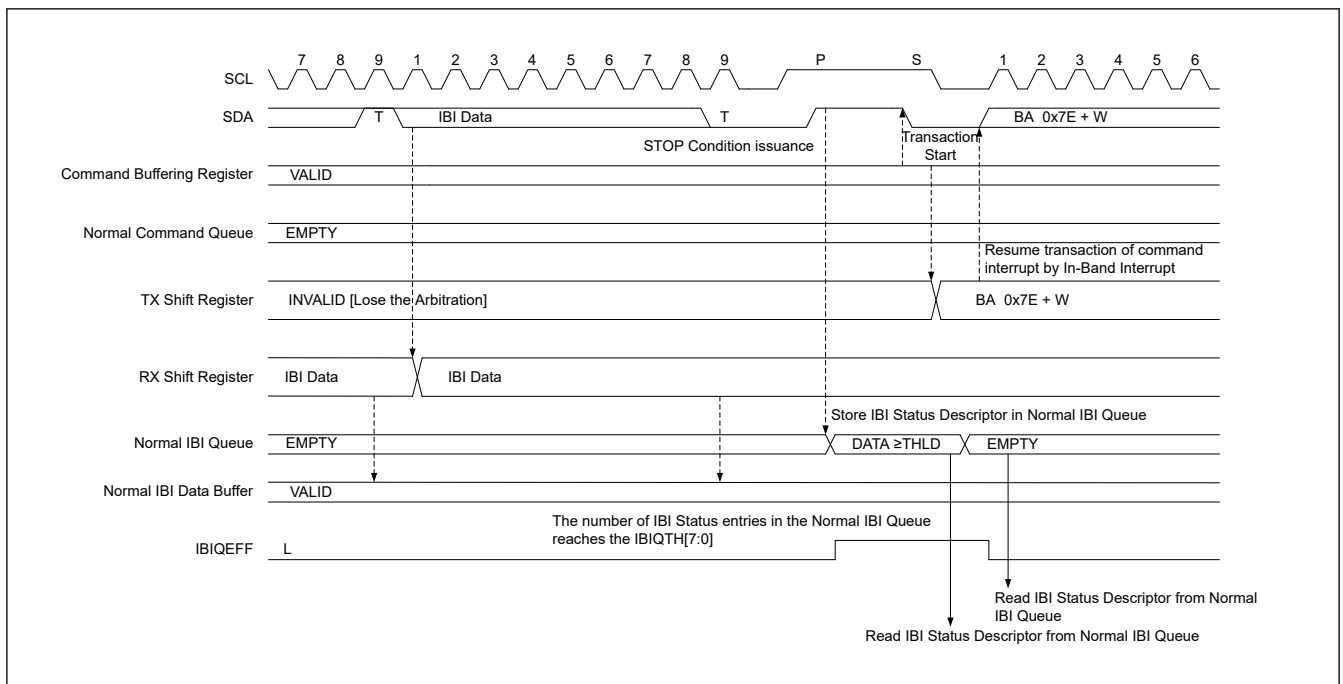 7 8 9 1 2 3 4 5 6 7 8 9 P S 1 2 3 4 5 6
SCL
SDA T IBI Data T BA 0x7E + W
STOP Condition issuance
Transaction
Start
Command Buffering Register VALID
Normal Command Queue EMPTY
Resume transaction of command
interrupt by In-Band Interrupt
TX Shift Register INVALID [Lose the Arbitration] BA 0x7E + W
RX Shift Register IBI Data IBI Data
Store IBI Status Descriptor in Normal IBI Queue
Normal IBI Queue EMPTY DATA ≥THLD EMPTY
Normal IBI Data Buffer VALID
The number of IBI Status entries in the Normal IBI Queue
reaches the IBIQTH[7:0]
IBIQEFF L
Read IBI Status Descriptor from Normal
IBI Queue
Read IBI Status Descriptor from Normal IBI Queue